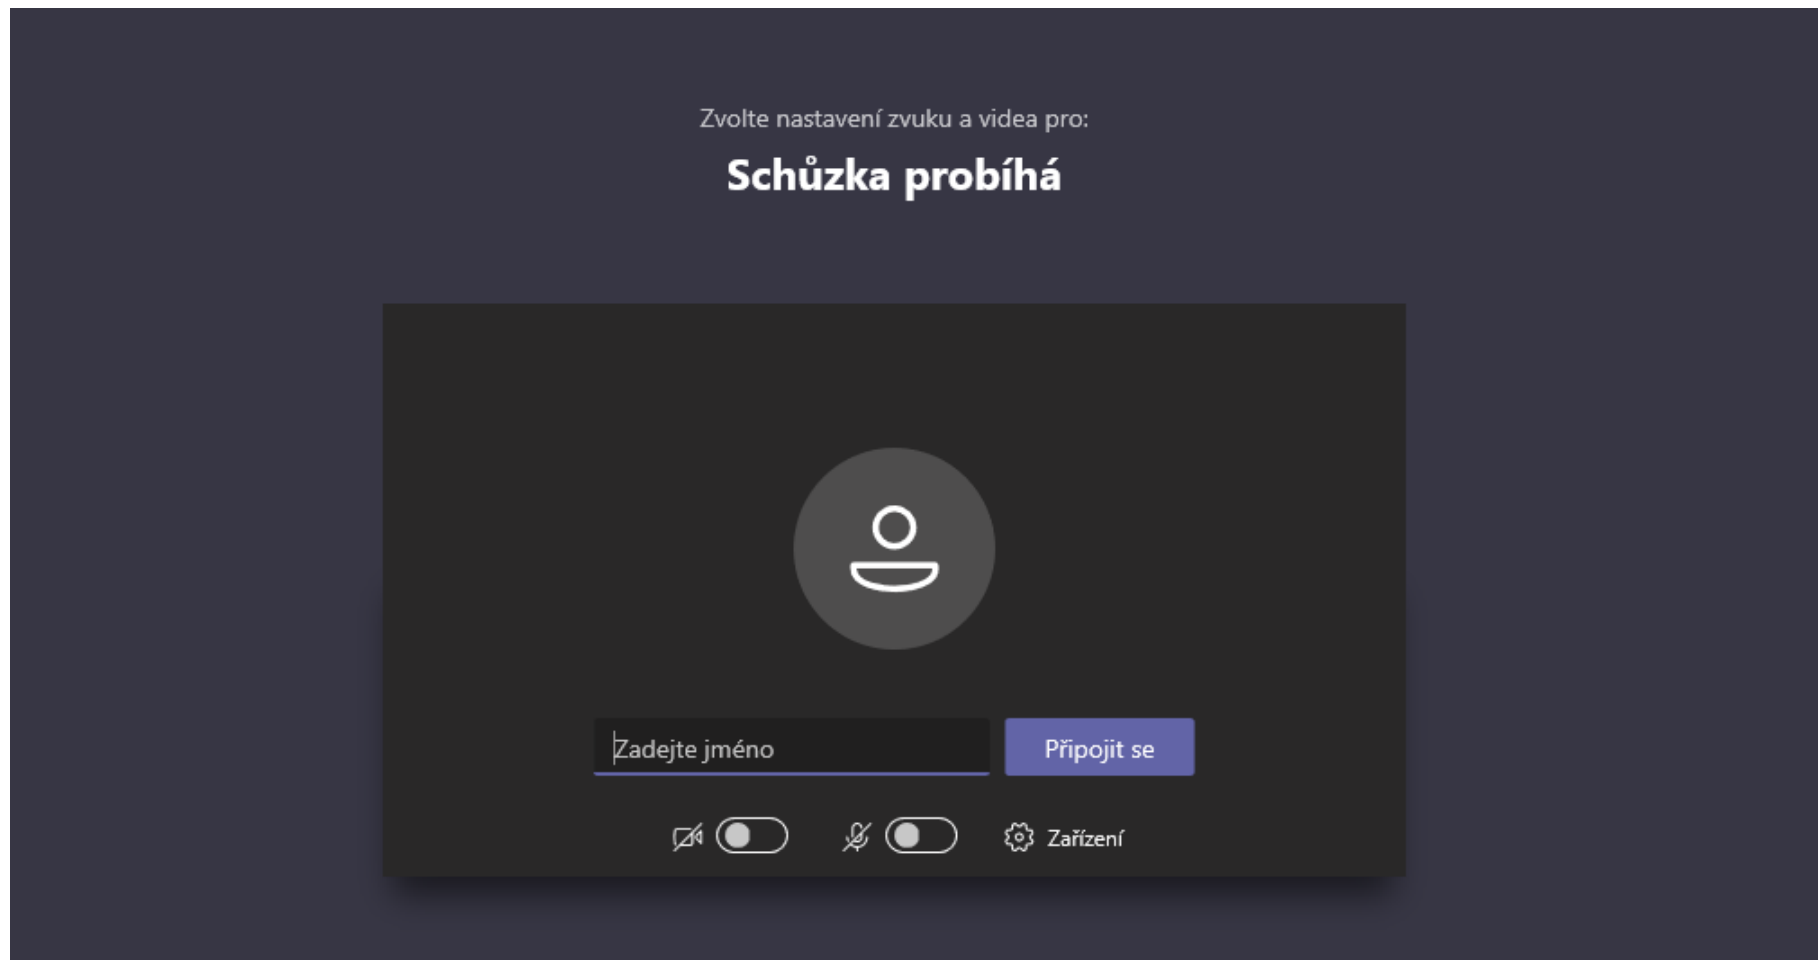 Zvolte nastavení zvuku a videa pro:
Schůzka probíhá
Zadejte jméno
Připojit se
Zařízení